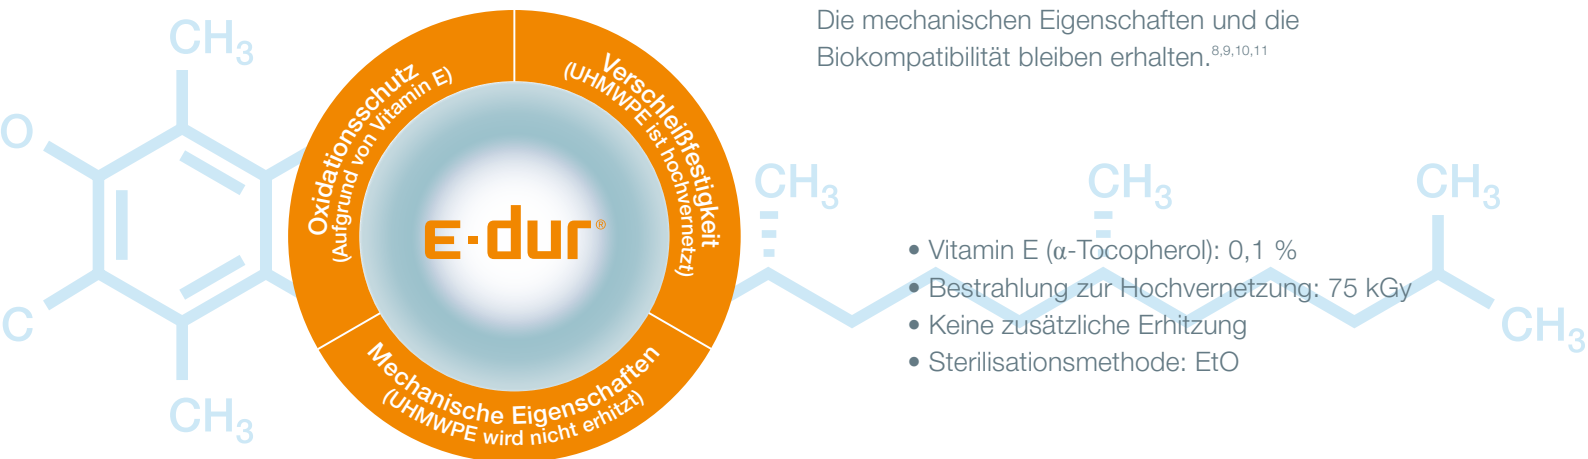 Die mechanischen Eigenschaften und die
Biokompatibilität bleiben erhalten.8,9,10,11
CH3
O
C
CH3
Oxidationsschutz
(Aufgrund von Vitamin E)
Verschleißfestigkeit
(UHMWPE ist hochvernetzt)
E-dur®
Mechanische Eigenschaften
(UHMWPE wird nicht erhitzt)
CH3
CH3
CH3
CH3
• Vitamin E (α-Tocopherol): 0,1 %
• Bestrahlung zur Hochvernetzung: 75 kGy
• Keine zusätzliche Erhitzung
• Sterilisationsmethode: EtO